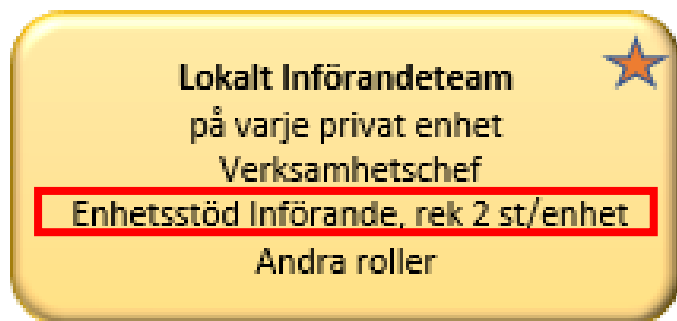 Lokalt Införandeteam
på varje privat enhet
Verksamhetschef
Enhetsstöd Införande, rek 2 st/enhet
Andra roller